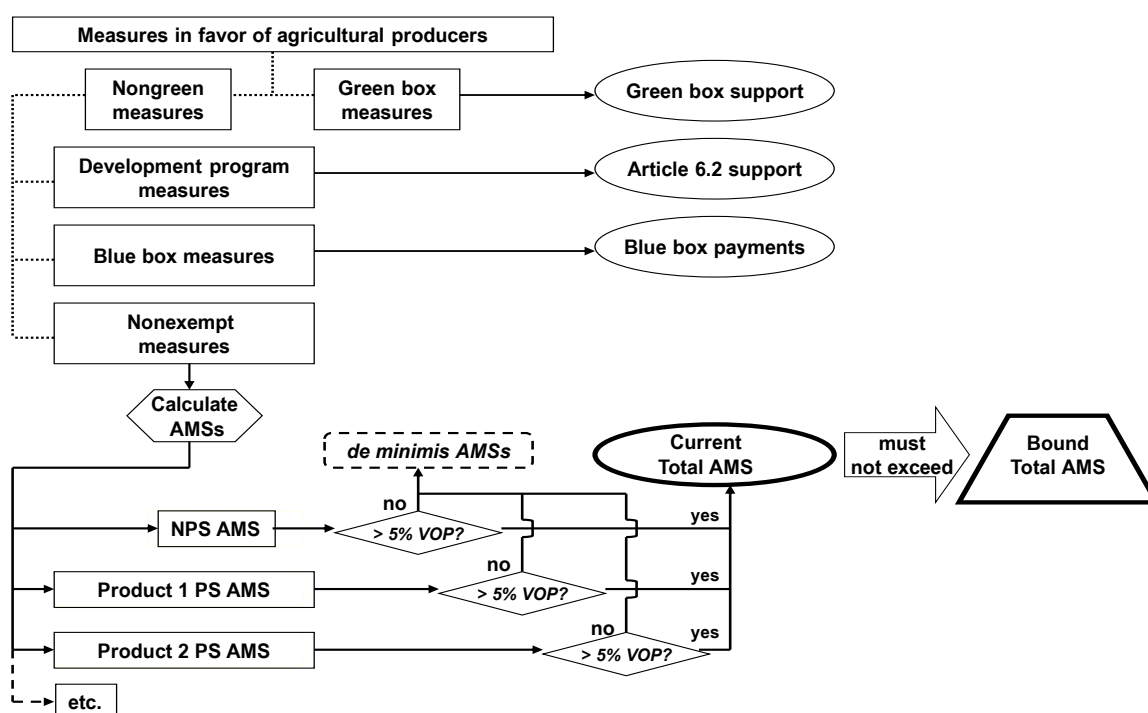 Measures in favor of agricultural producers
Nongreen
measures
Green box
measures
Green box support
Development program
measures
Article 6.2 support
Blue box measures
Blue box payments
Nonexempt
measures
Calculate
AMSs
de minimis AMSs
Current
Total AMS
must
not exceed
Bound
Total AMS
no
NPS AMS
> 5% VOP?
yes
no
Product 1 PS AMS
> 5% VOP?
yes
no
Product 2 PS AMS
> 5% VOP?
yes
etc.